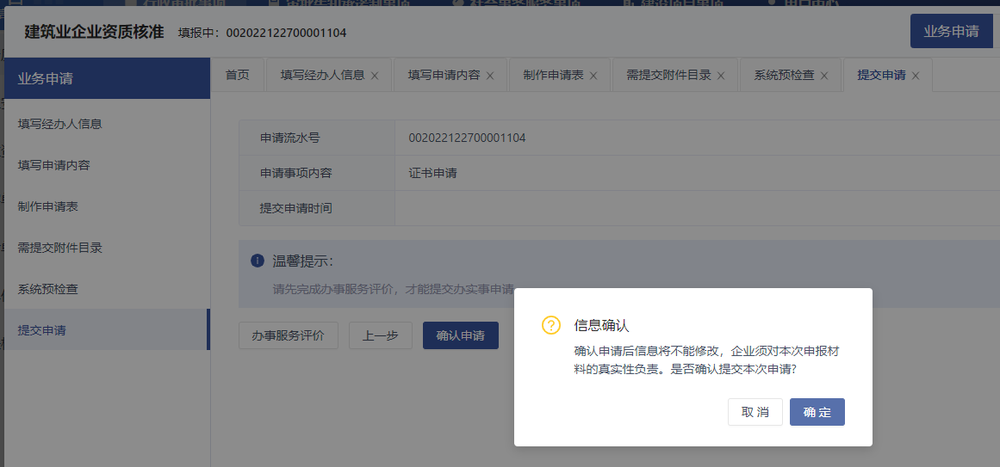 建筑业企业资质核准 填报中：002022122700001104 业务申请
业务申请
首页 填写经办人信息 填写申请内容 制作申请表 需提交附件目录 系统预检查 提交申请
填写经办人信息
填写申请内容
制作申请表
需提交附件目录
系统预检查
提交申请
申请流水号 002022122700001104
申请事项内容 证书申请
提交申请时间
温馨提示：
请先完成办事服务评价，才能提交办实事申请
办事服务评价 上一步 确认申请
信息确认
确认申请后信息将不能修改，企业须对本次申报材
料的真实性负责。是否确认提交本次申请？
取 消 确 定